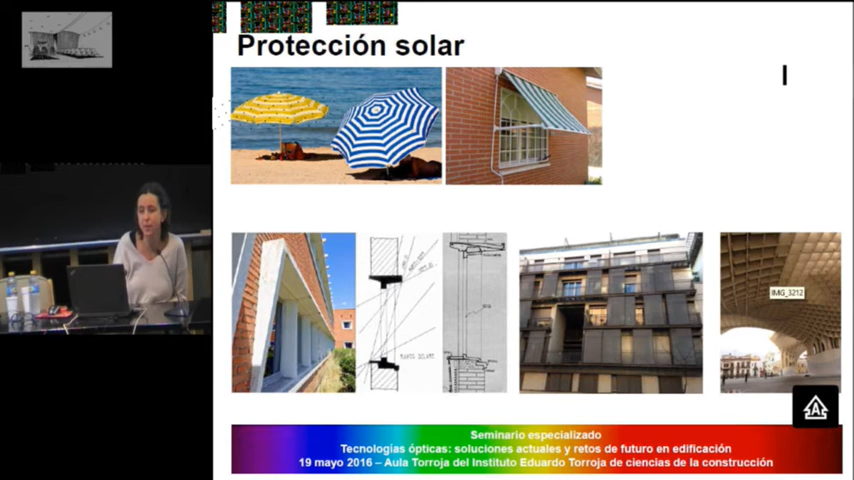 Protección solar
IMG_3212
Seminario especializado
Tecnologías ópticas: soluciones actuales y retos de futuro en edificación
19 mayo 2016 – Aula Torroja del Instituto Eduardo Torroja de ciencias de la construcción